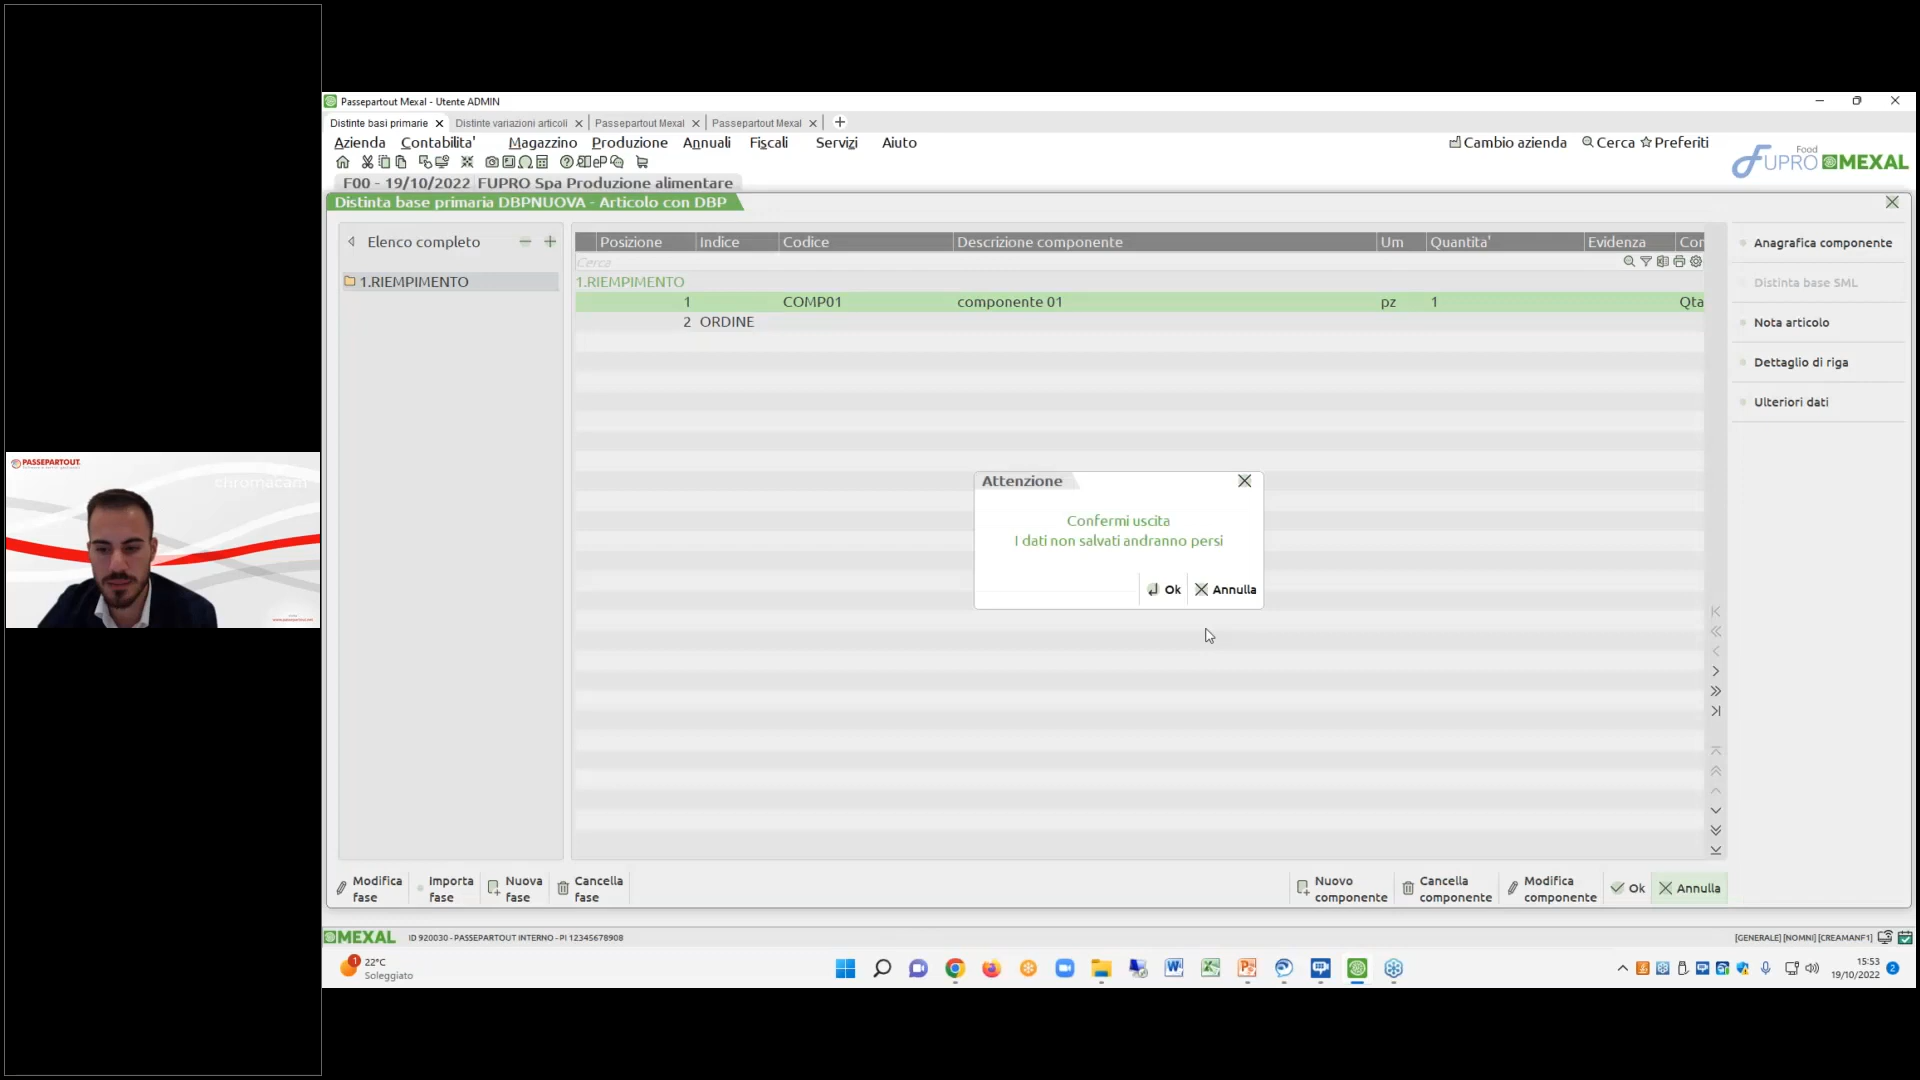 PASSEPARTOUT
chromacam
Passepartout Mexal - Utente ADMIN
Distinte basi primarie
Distinte variazioni articoli
Passepartout Mexal
Passepartout Mexal
Azienda Contabilita' Magazzino Produzione Annuali Fiscali Servizi Aiuto
Cambio azienda Cerca Preferiti
Food
FUPRO MEXAL
F00 - 19/10/2022 FUPRO Spa Produzione alimentare
Distinta base primaria DBPNUOVA - Articolo con DBP
Elenco completo
1.RIEMPIMENTO
Posizione Indice Codice Descrizione componente Um Quantita' Evidenza Cor
Cerca
1.RIEMPIMENTO
1 COMP01 componente 01 pz 1 Qta
2 ORDINE
Anagrafica componente
Distinta base SML
Nota articolo
Dettaglio di riga
Ulteriori dati
Attenzione
Confermi uscita
I dati non salvati andranno persi
Ok Annulla
Modifica fase
Importa fase
Nuova fase
Cancella fase
Nuovo componente
Cancella componente
Modifica componente
Ok
Annulla
MEXAL ID 920030 - PASSEPARTOUT INTERNO - PI 12345678908
[GENERALE] [NOMNI] [CREAMANF1]
1
22°C
Soleggiato
15:53
19/10/2022
2